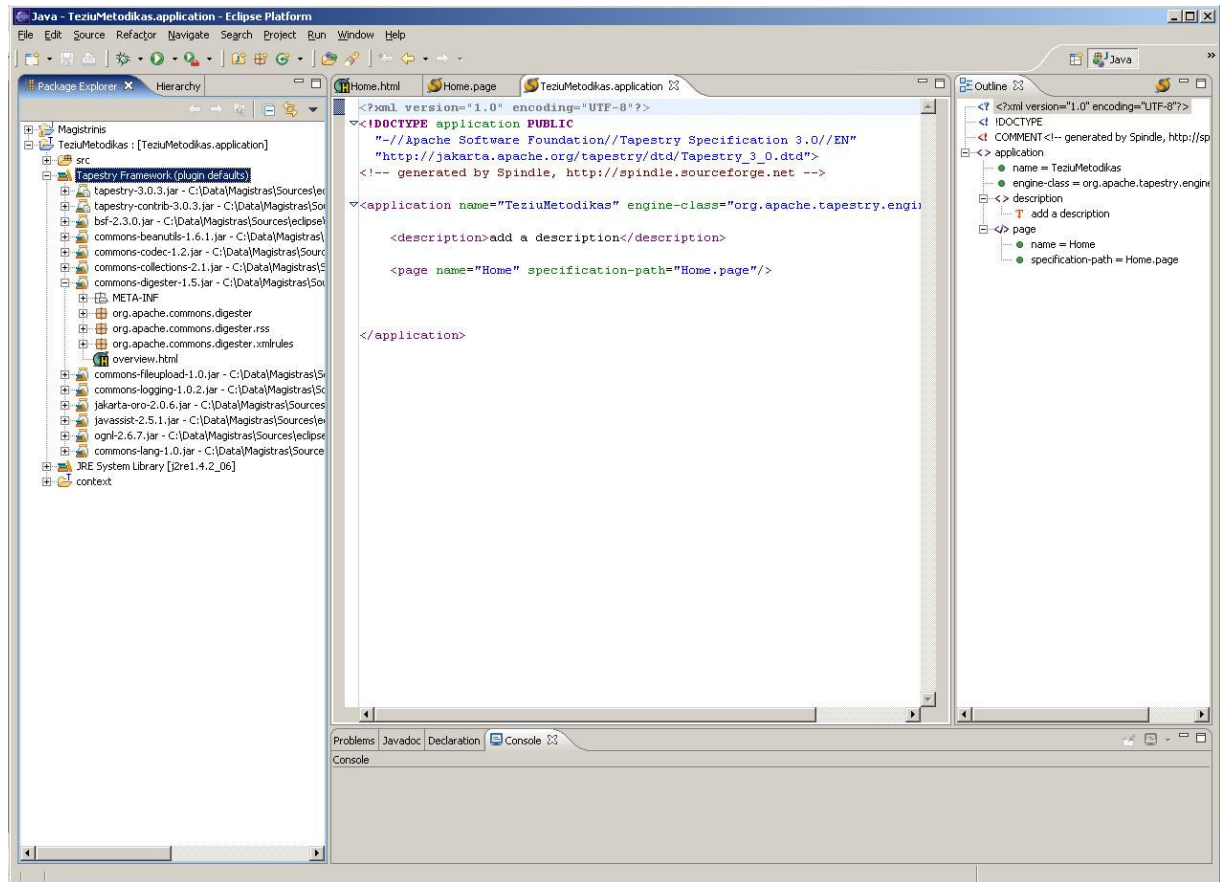 Java - TeziuMetodikas.application - Eclipse Platform
File Edit Source Refactor Navigate Search Project Run Window Help
Java
»
Package Explorer Hierarchy
Magistrinis
TeziuMetodikas : [TeziuMetodikas.application]
src
Tapestry Framework (plugin defaults)
tapestry-3.0.3.jar - C:\Data\Magistras\Sources\ec
tapestry-contrib-3.0.3.jar - C:\Data\Magistras\Sou
bsf-2.3.0.jar - C:\Data\Magistras\Sources\eclipse\
commons-beanutils-1.6.1.jar - C:\Data\Magistras\
commons-codec-1.2.jar - C:\Data\Magistras\Sourc
commons-collections-2.1.jar - C:\Data\Magistras\S
commons-digester-1.5.jar - C:\Data\Magistras\Sou
META-INF
org.apache.commons.digester
org.apache.commons.digester.rss
org.apache.commons.digester.xmlrules
overview.html
commons-fileupload-1.0.jar - C:\Data\Magistras\So
commons-logging-1.0.2.jar - C:\Data\Magistras\So
jakarta-oro-2.0.6.jar - C:\Data\Magistras\Sources
javassist-2.5.1.jar - C:\Data\Magistras\Sources\ec
ognl-2.6.7.jar - C:\Data\Magistras\Sources\eclipse
commons-lang-1.0.jar - C:\Data\Magistras\Source
JRE System Library [j2re1.4.2_06]
context
Home.html Home.page TeziuMetodikas.application
<?xml version="1.0" encoding="UTF-8"?>
<!DOCTYPE application PUBLIC
"-//Apache Software Foundation//Tapestry Specification 3.0//EN"
"http://jakarta.apache.org/tapestry/dtd/Tapestry_3_0.dtd">
<!-- generated by Spindle, http://spindle.sourceforge.net -->
<application name="TeziuMetodikas" engine-class="org.apache.tapestry.engi
<description>add a description</description>
<page name="Home" specification-path="Home.page"/>
</application>
Outline
<? <?xml version="1.0" encoding="UTF-8"?>
<! !DOCTYPE
<! COMMENT <!-- generated by Spindle, http://sp
<> application
name = TeziuMetodikas
engine-class = org.apache.tapestry.engine
<> description
T add a description
</> page
name = Home
specification-path = Home.page
Problems Javadoc Declaration Console
Console